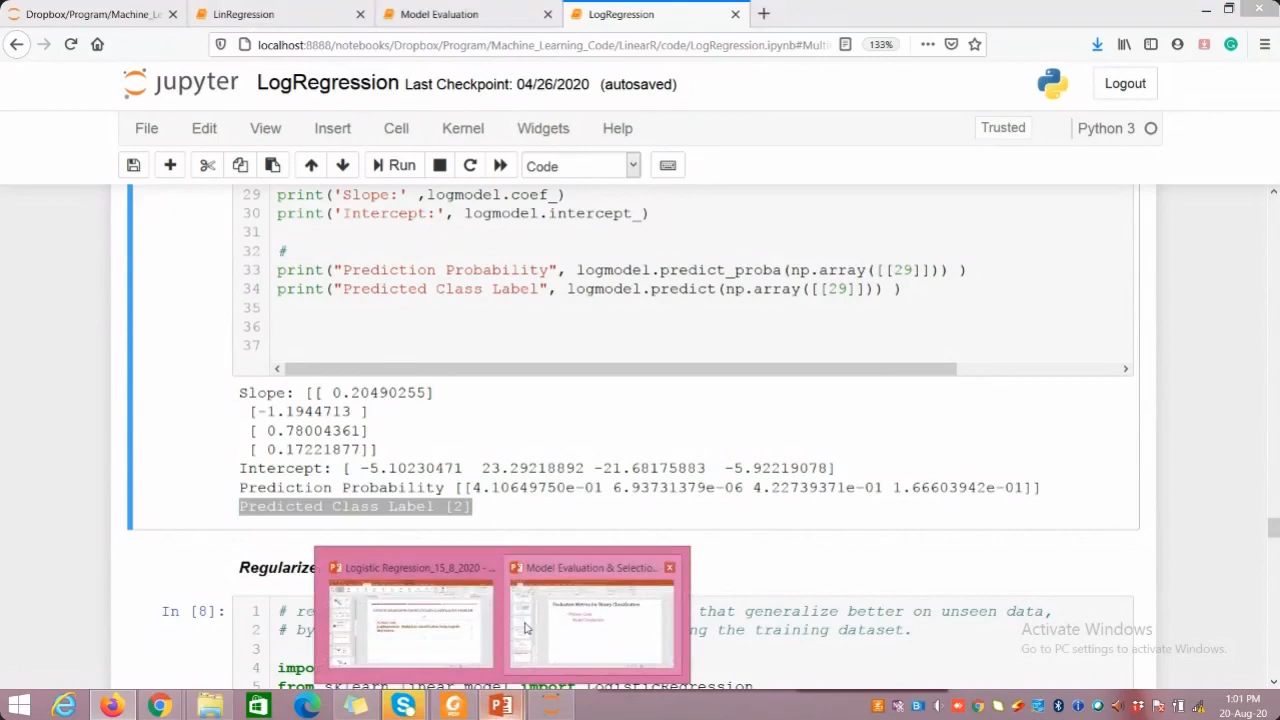 Dropbox/Program/Machine_Le
LinRegression
Model Evaluation
LogRegression
localhost:8888/notebooks/Dropbox/Program/Machine_Learning_Code/LinearR/code/LogRegression.ipynb#Mult
133%
jupyter LogRegression Last Checkpoint: 04/26/2020 (autosaved)
Logout
File Edit View Insert Cell Kernel Widgets Help
Trusted
Python 3
Run
Code
29 print('Slope:' ,logmodel.coef_)
30 print('Intercept:', logmodel.intercept_)
31
32 #
33 print("Prediction Probability", logmodel.predict_proba(np.array([[29]])) )
34 print("Predicted Class Label", logmodel.predict(np.array([[29]])) )
35
36
37
Slope: [[ 0.20490255]
[-1.1944713 ]
[ 0.78004361]
[ 0.17221877]]
Intercept: [ -5.10230471 23.29218892 -21.68175883 -5.92219078]
Prediction Probability [[4.10649750e-01 6.93731379e-06 4.22739371e-01 1.66603942e-01]]
Predicted Class Label [2]
Regularize
Logistic Regression_15_8_2020 - ...
Model Evaluation & Selectio...
Evaluation Metrics for Binary Classification
In [8]:
1 # re that generalize better on unseen data,
2 # by ng the training dataset.
3
4 impo
5 from sklearn.linear_model import LogisticRegression
Activate Windows
Go to PC settings to activate Windows.
1:01 PM
20-Aug-20